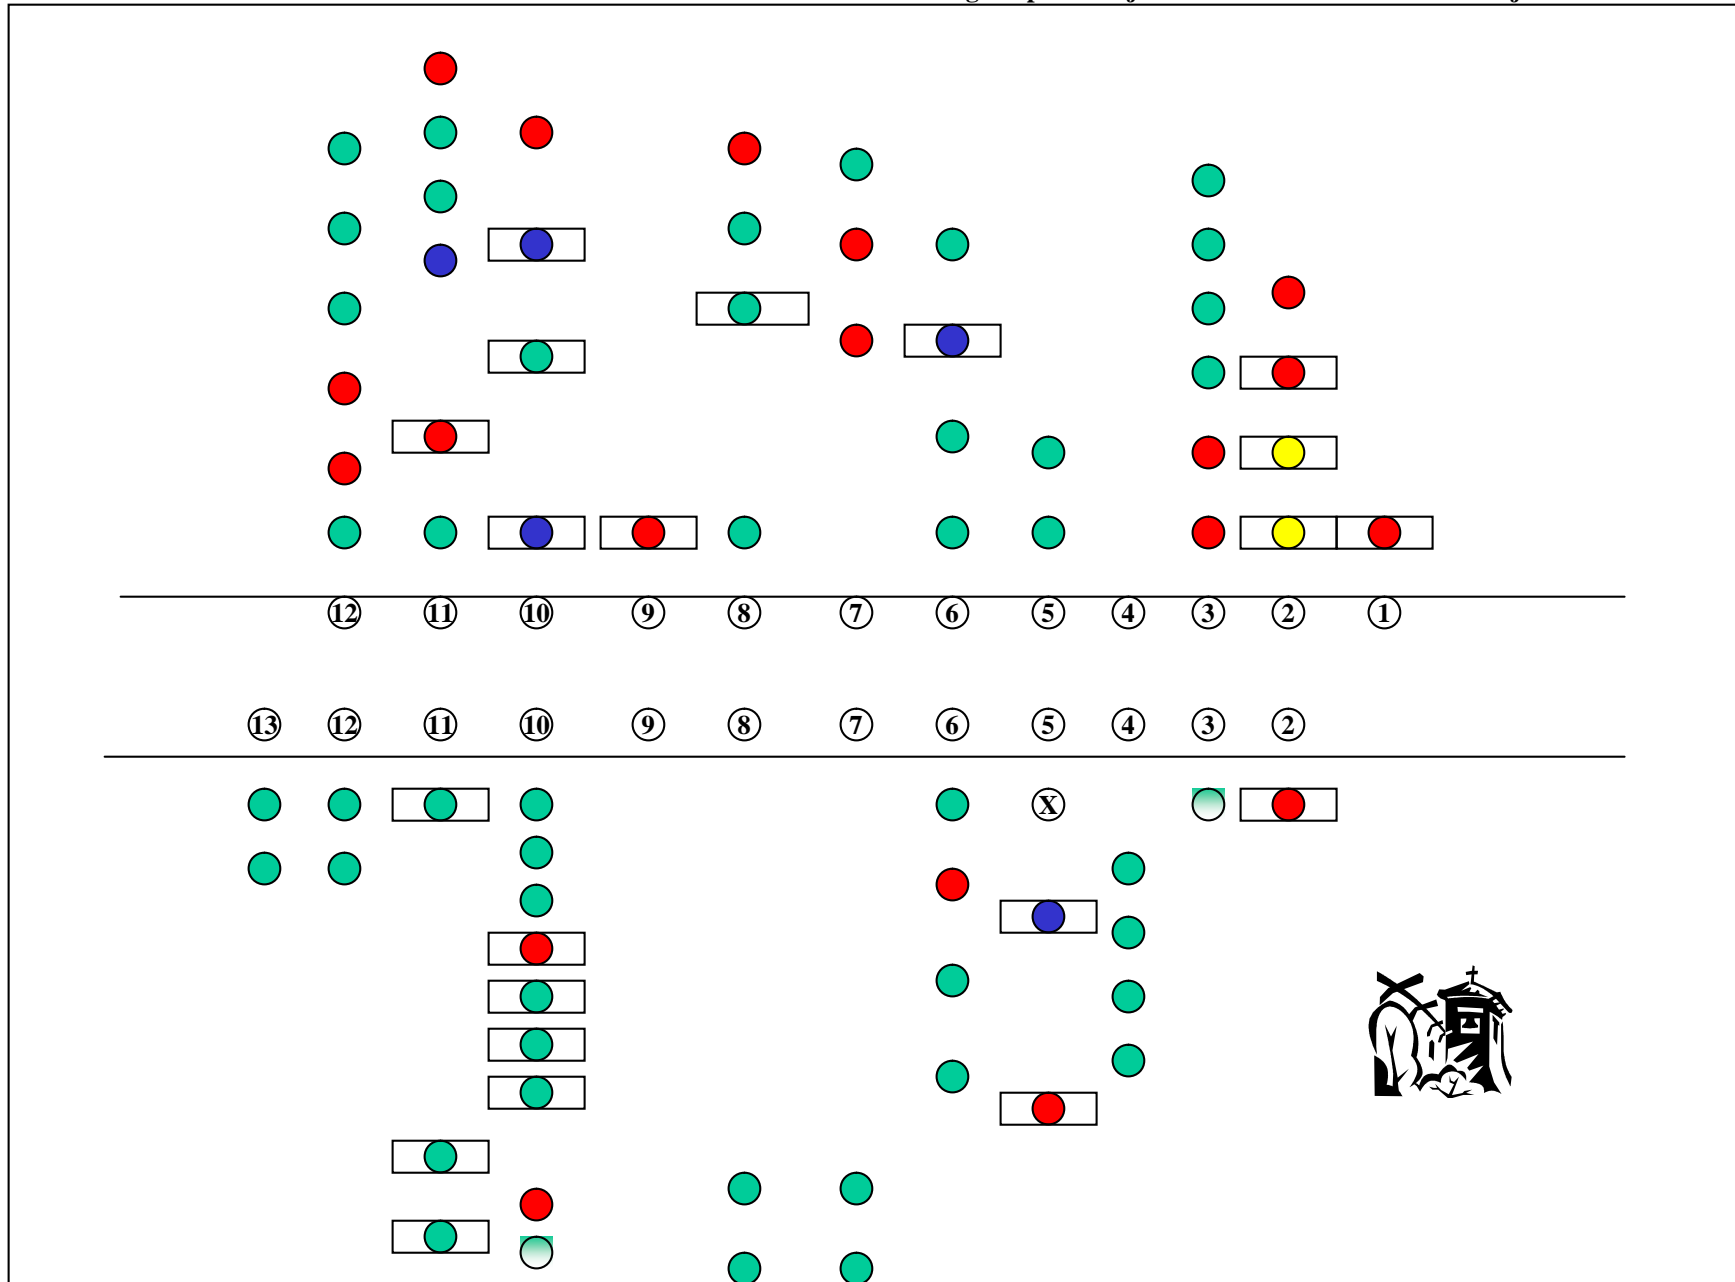 ⑫ ⑪ ⑩ ⑨ ⑧ ⑦ ⑥ ⑤ ④ ③ ② ①
⑬ ⑫ ⑪ ⑩ ⑨ ⑧ ⑦ ⑥ ⑤ ④ ③ ②
X